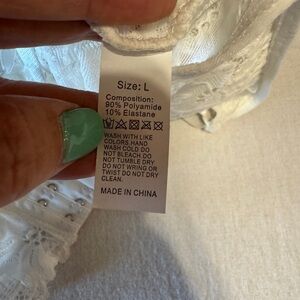 Size: L
Composition:
90% Polyamide
10% Elastane
WASH WITH LIKE
COLORS,HAND
WASH COLD DO
NOT BLEACH.DO
NOT TUMBLE DRY
DO NOT WRING OR
TWIST DO NOT DRY
CLEAN.
MADE IN CHINA